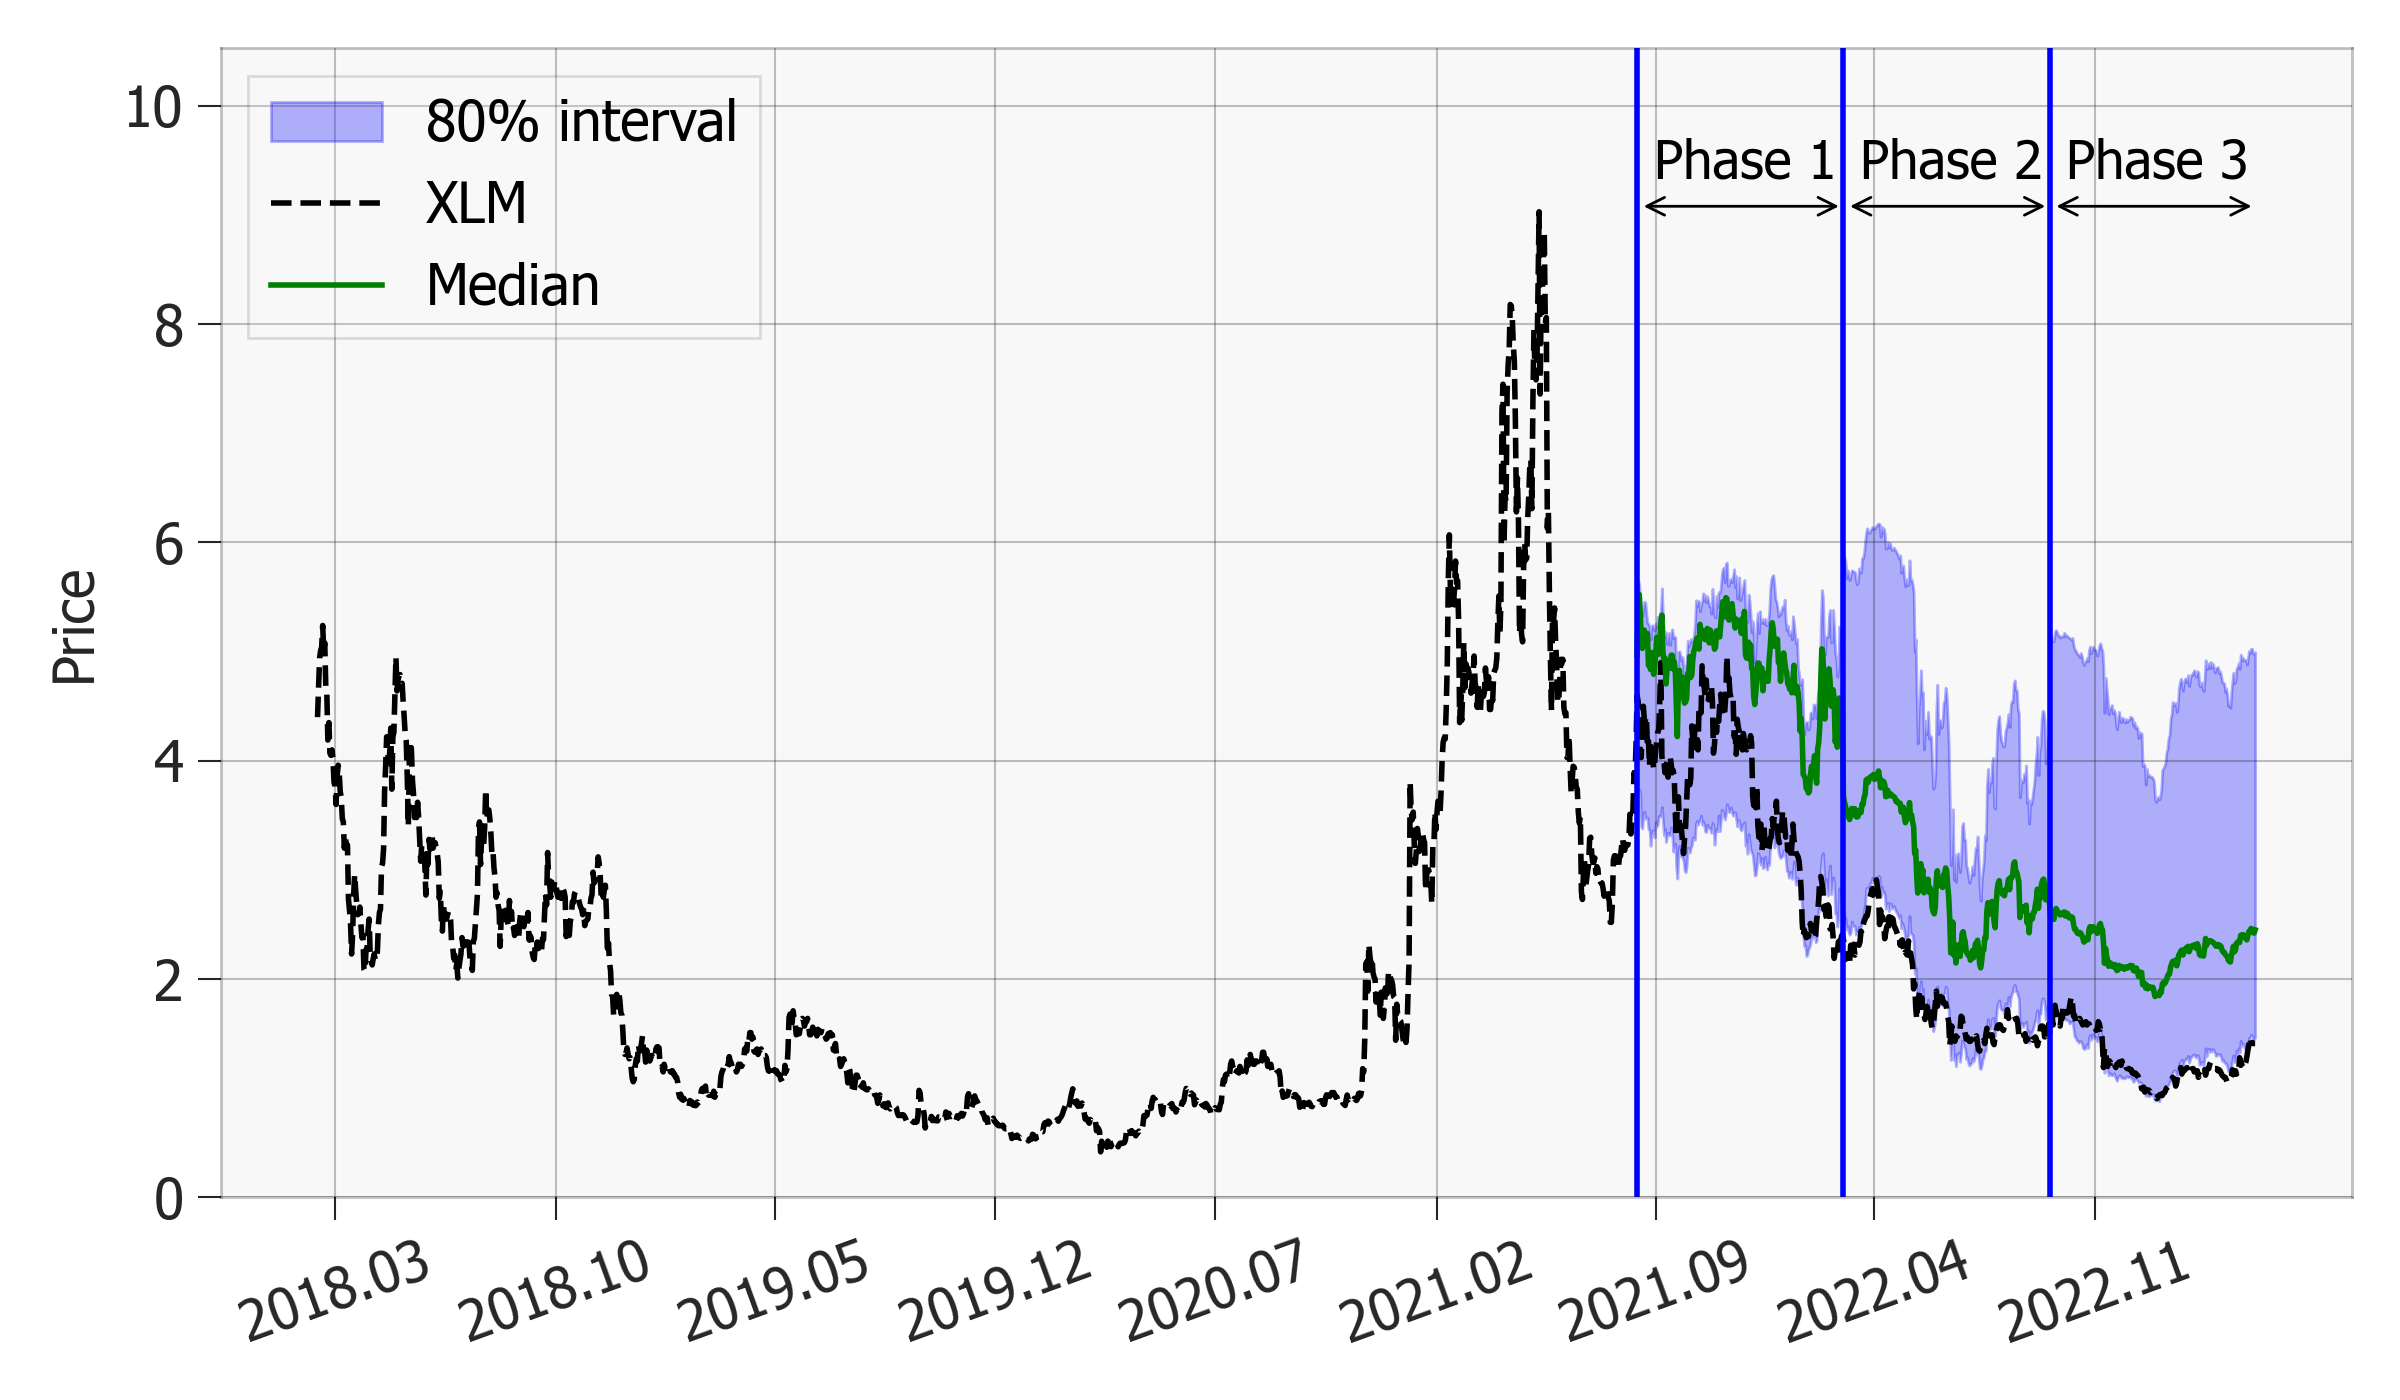 80% interval
XLM
Median
Phase 1
Phase 2
Phase 3
Price
10
8
6
4
2
0
2018.03
2018.10
2019.05
2019.12
2020.07
2021.02
2021.09
2022.04
2022.11